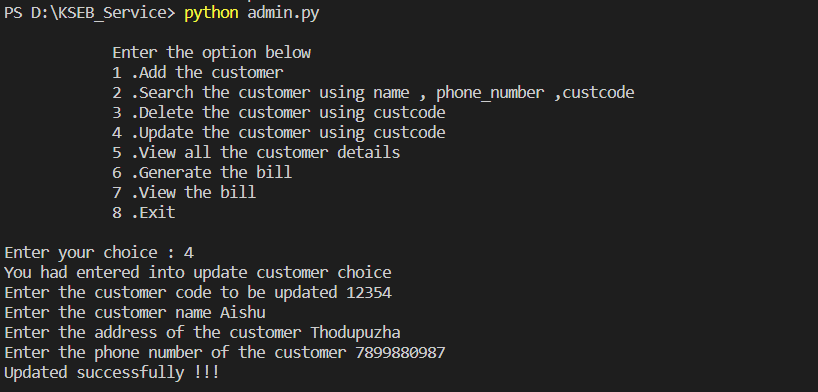 PS D:\KSEB_Service> python admin.py
Enter the option below
1 .Add the customer
2 .Search the customer using name , phone_number ,custcode
3 .Delete the customer using custcode
4 .Update the customer using custcode
5 .View all the customer details
6 .Generate the bill
7 .View the bill
8 .Exit
Enter your choice : 4
You had entered into update customer choice
Enter the customer code to be updated 12354
Enter the customer name Aishu
Enter the address of the customer Thodupuzha
Enter the phone number of the customer 7899880987
Updated successfully !!!